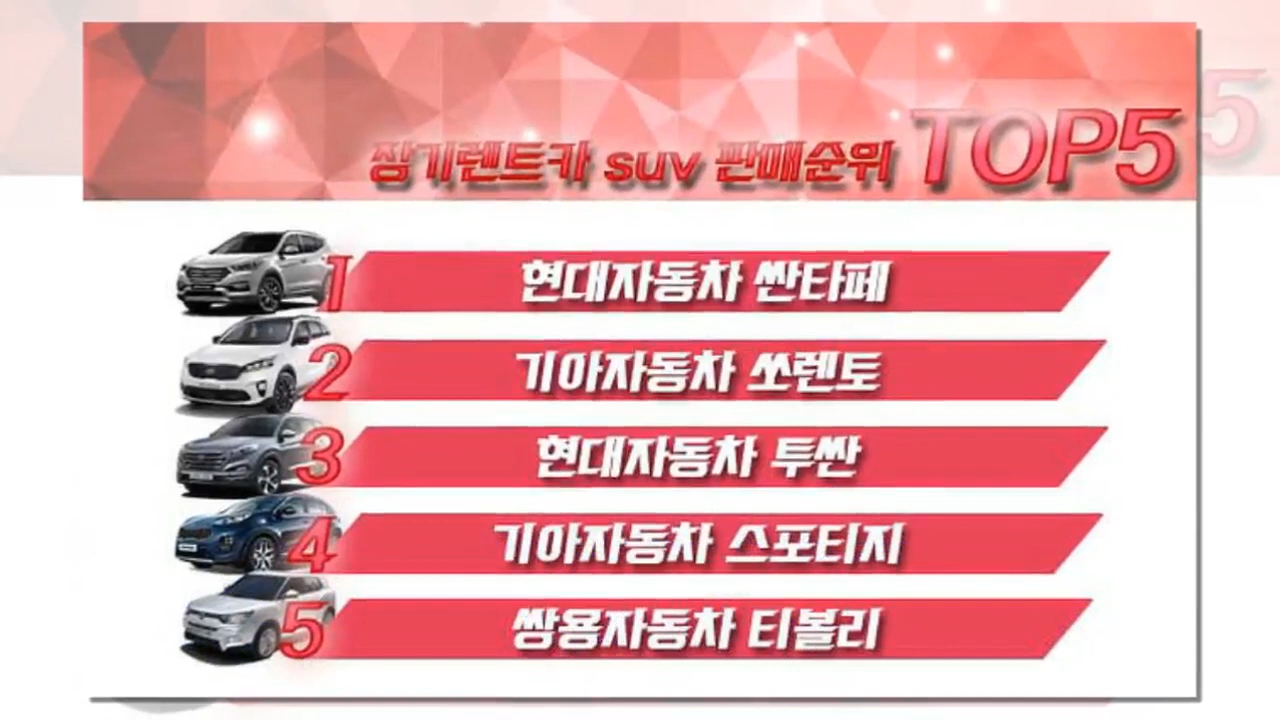 장기렌트카 suv 판매순위 TOP5
5
1 현대자동차 싼타페
2 기아자동차 쏘렌토
3 현대자동차 투싼
4 기아자동차 스포티지
5 쌍용자동차 티볼리